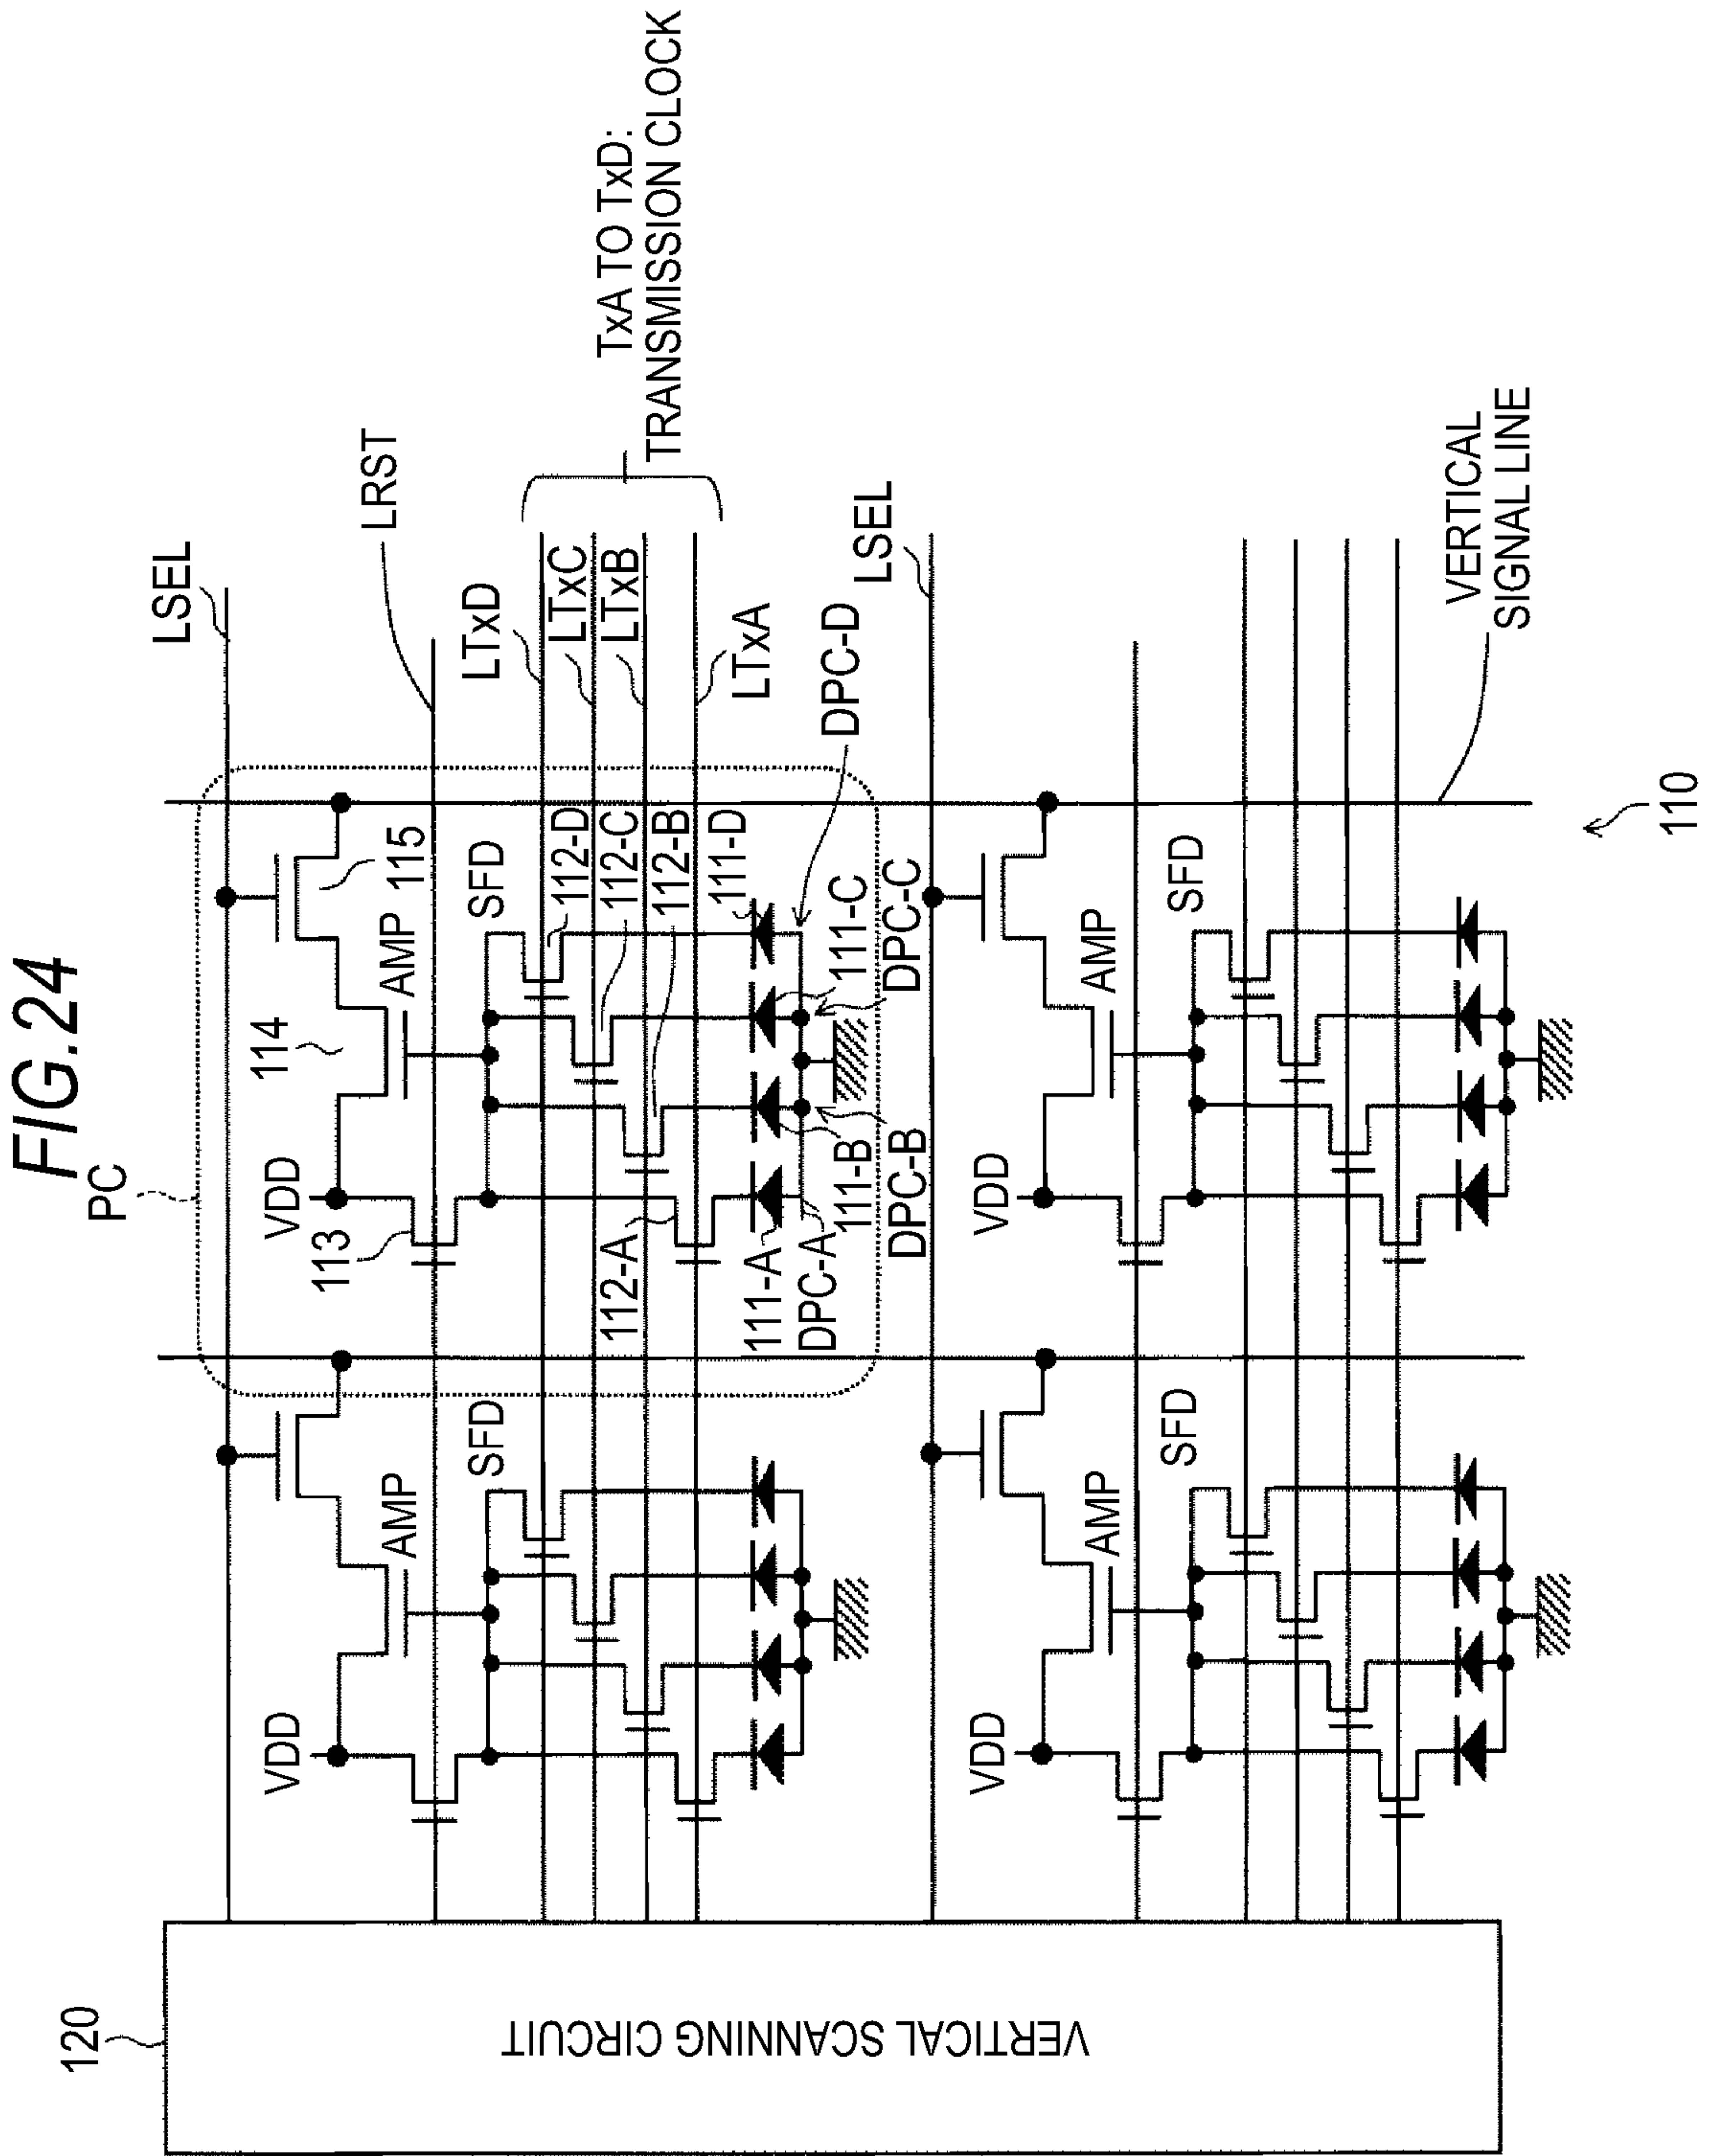 FIG.24
120
VERTICAL SCANNING CIRCUIT
PC
LSEL
VDD
114
115
VDD
113
AMP
AMP
LRST
SFD
SFD
LTxD
112-D
LTxC
112-C
LTxB
112-B
LTxA
112-A
TxA TO TxD:
TRANSMISSION CLOCK
111-D
111-A
DPC-A
111-B
111-C
DPC-D
DPC-B
DPC-C
LSEL
VDD
VDD
AMP
AMP
SFD
SFD
VERTICAL
SIGNAL LINE
110